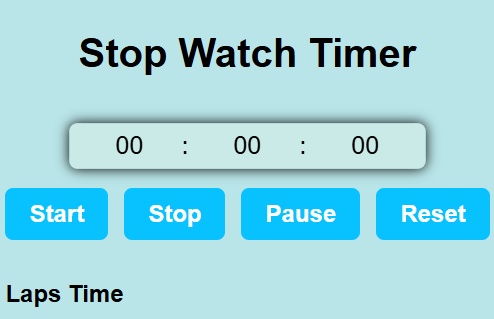 Stop Watch Timer
00 : 00 : 00
Start Stop Pause Reset
Laps Time